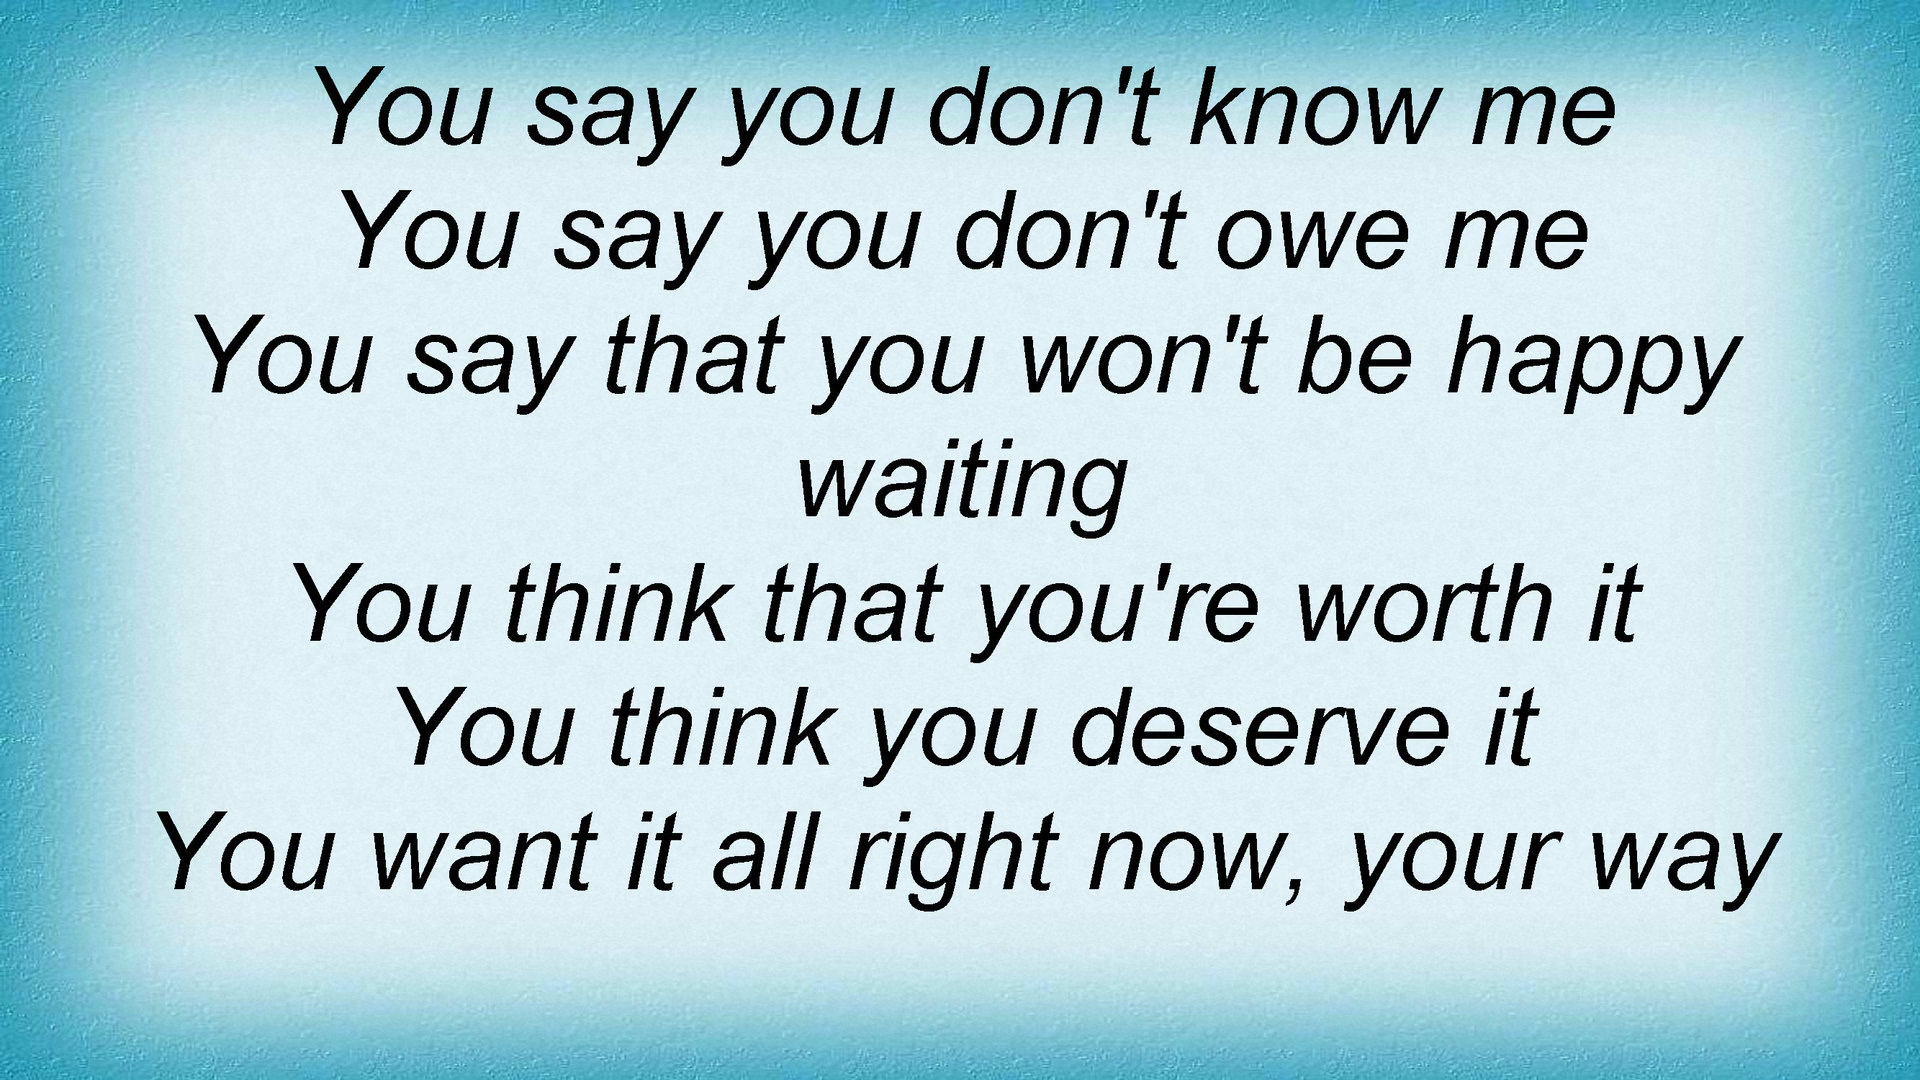 You say you don't know me
You say you don't owe me
You say that you won't be happy
waiting
You think that you're worth it
You think you deserve it
You want it all right now, your way